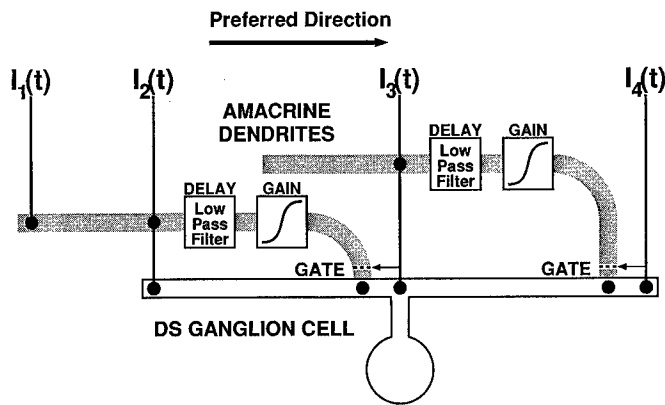 Preferred Direction
I1(t)
I2(t)
I3(t)
I4(t)
AMACRINE
DENDRITES
DELAY
GAIN
Low
Pass
Filter
DELAY
GAIN
Low
Pass
Filter
GATE
GATE
DS GANGLION CELL